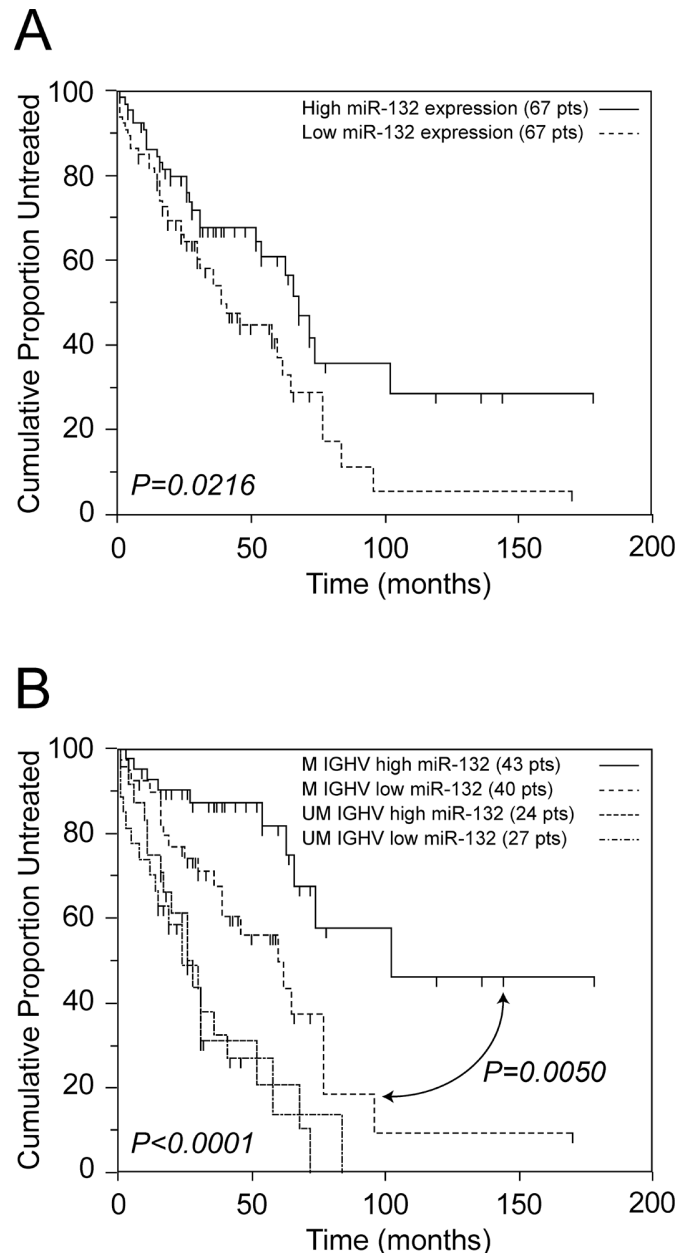 A
High miR-132 expression (67 pts)
Low miR-132 expression (67 pts)
Cumulative Proportion Untreated
100
80
60
40
20
0
P=0.0216
0 50 100 150 200
Time (months)
B
M IGHV high miR-132 (43 pts)
M IGHV low miR-132 (40 pts)
UM IGHV high miR-132 (24 pts)
UM IGHV low miR-132 (27 pts)
Cumulative Proportion Untreated
100
80
60
40
20
0
P=0.0050
P<0.0001
0 50 100 150 200
Time (months)